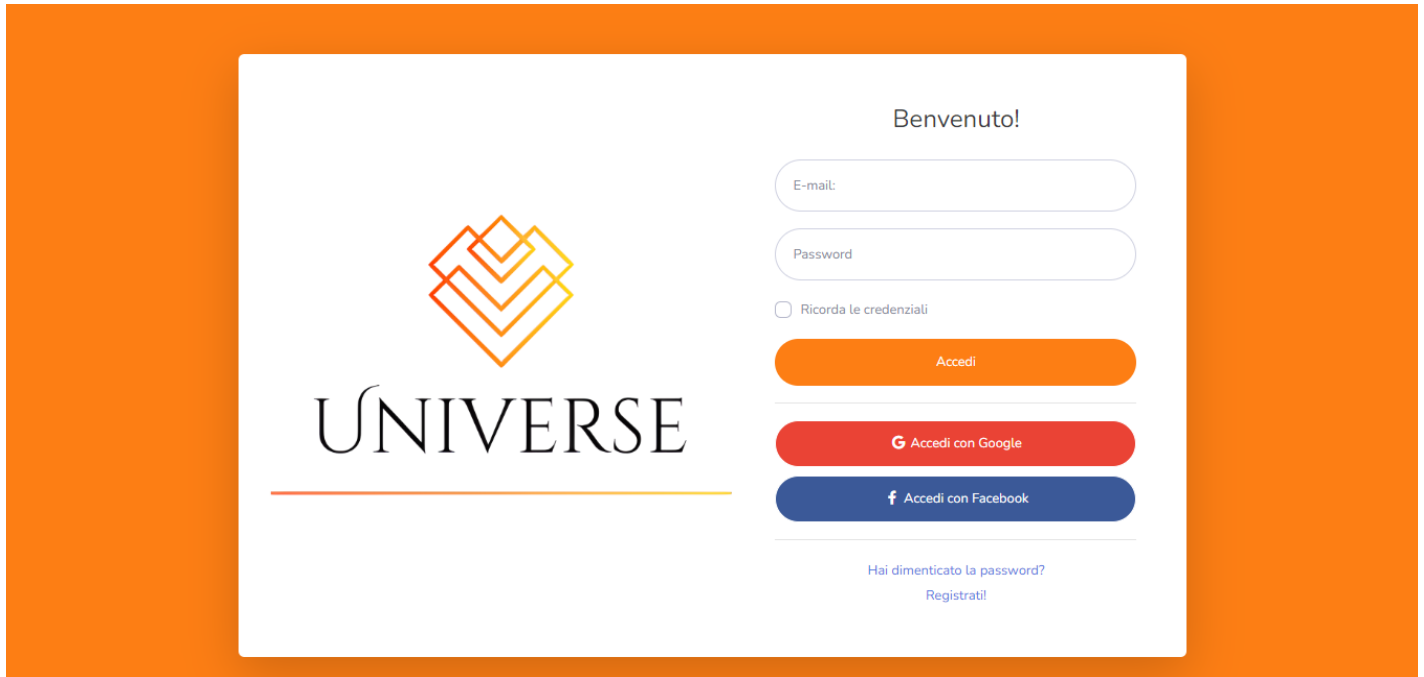 Benvenuto!
E-mail:
Password
Ricorda le credenziali
Accedi
UNIVERSE
G Accedi con Google
f Accedi con Facebook
Hai dimenticato la password?
Registrati!